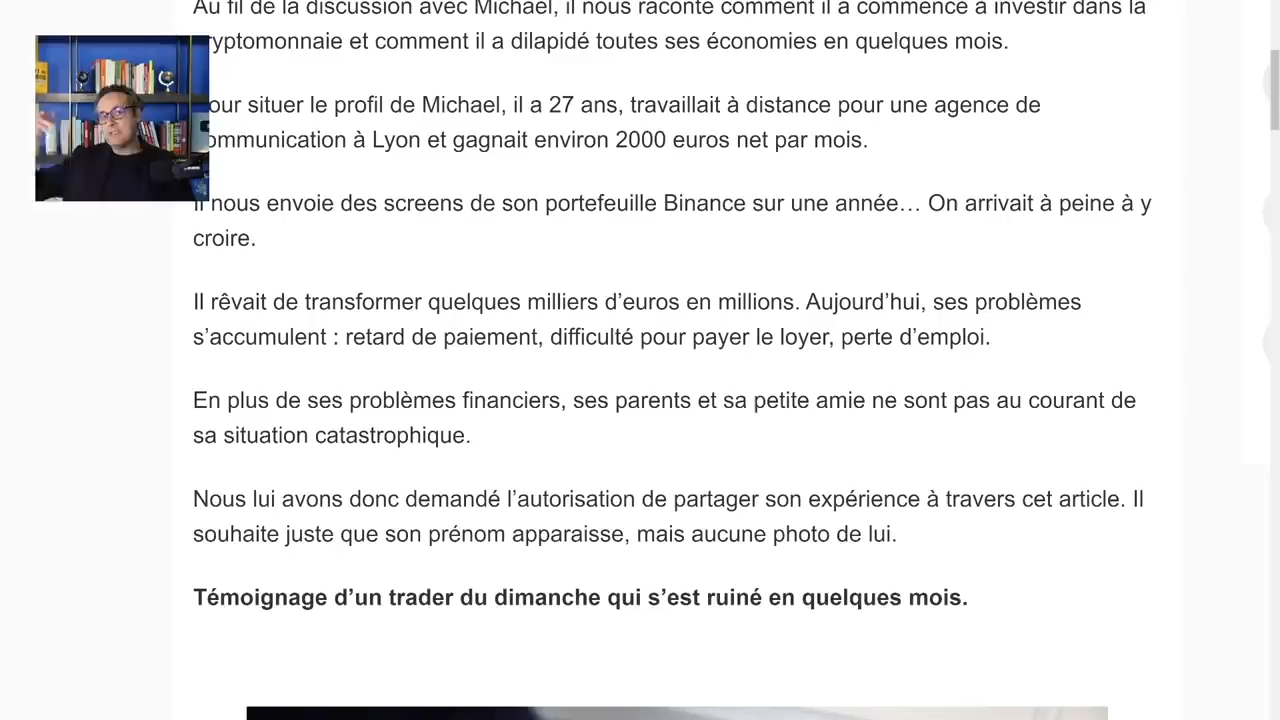 Au fil de la discussion avec Michael, il nous raconte comment il a commencé à investir dans la
cryptomonnaie et comment il a dilapidé toutes ses économies en quelques mois.
Pour situer le profil de Michael, il a 27 ans, travaillait à distance pour une agence de
communication à Lyon et gagnait environ 2000 euros net par mois.
Il nous envoie des screens de son portefeuille Binance sur une année… On arrivait à peine à y
croire.
Il rêvait de transformer quelques milliers d’euros en millions. Aujourd’hui, ses problèmes
s’accumulent : retard de paiement, difficulté pour payer le loyer, perte d’emploi.
En plus de ses problèmes financiers, ses parents et sa petite amie ne sont pas au courant de
sa situation catastrophique.
Nous lui avons donc demandé l’autorisation de partager son expérience à travers cet article. Il
souhaite juste que son prénom apparaisse, mais aucune photo de lui.
Témoignage d’un trader du dimanche qui s’est ruiné en quelques mois.